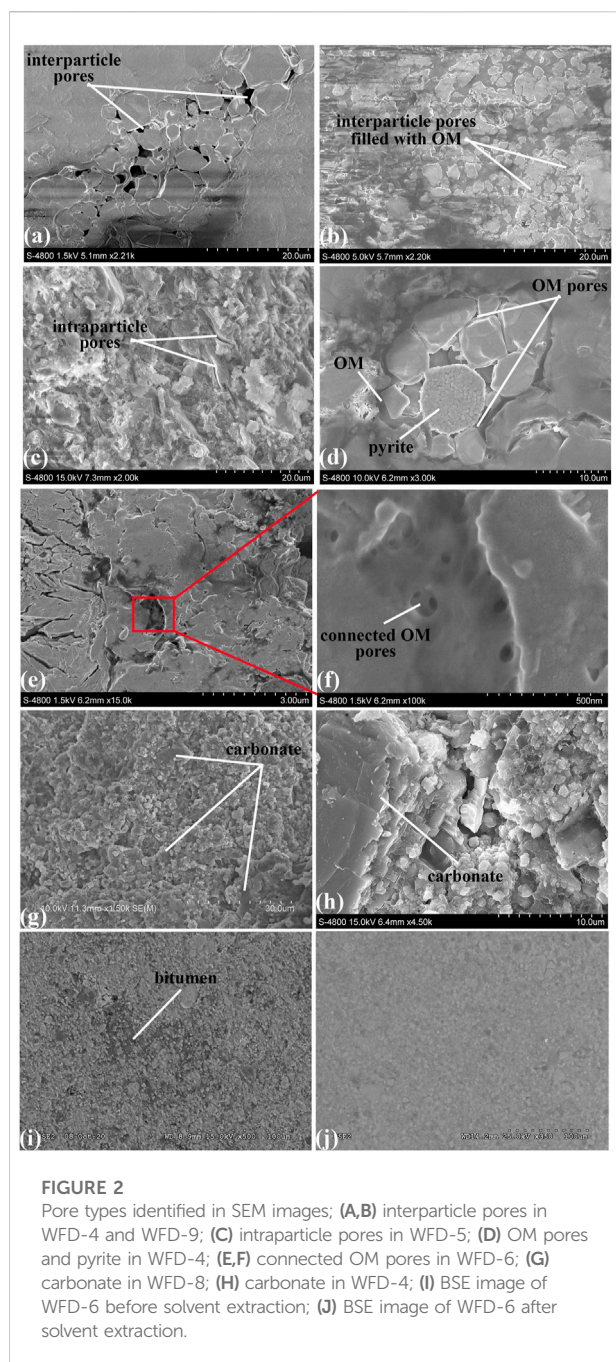 interparticle
pores
(a)
S-4800 1.5kV 5.1mm x2.21k 20.0um
interparticle pores
filled with OM
(b)
S-4800 5.0kV 5.7mm x2.20k 20.0um
intraparticle
pores
(c)
S-4800 15.0kV 7.3mm x2.00k 20.0um
OM pores
OM
pyrite
(d)
S-4800 10.0kV 6.2mm x3.00k 10.0um
(e)
S-4800 1.5kV 6.2mm x15.0k 3.00um
connected OM
pores
(f)
S-4800 1.5kV 6.2mm x100k 500nm
carbonate
(g)
10.0kV 11.3mm x1.50k SE(M) 30.0um
carbonate
(h)
S-4800 15.0kV 6.4mm x4.50k 10.0um
bitumen
(i)
(j)
FIGURE 2
Pore types identified in SEM images; (A,B) interparticle pores in
WFD-4 and WFD-9; (C) intraparticle pores in WFD-5; (D) OM pores
and pyrite in WFD-4; (E,F) connected OM pores in WFD-6; (G)
carbonate in WFD-8; (H) carbonate in WFD-4; (I) BSE image of
WFD-6 before solvent extraction; (J) BSE image of WFD-6 after
solvent extraction.